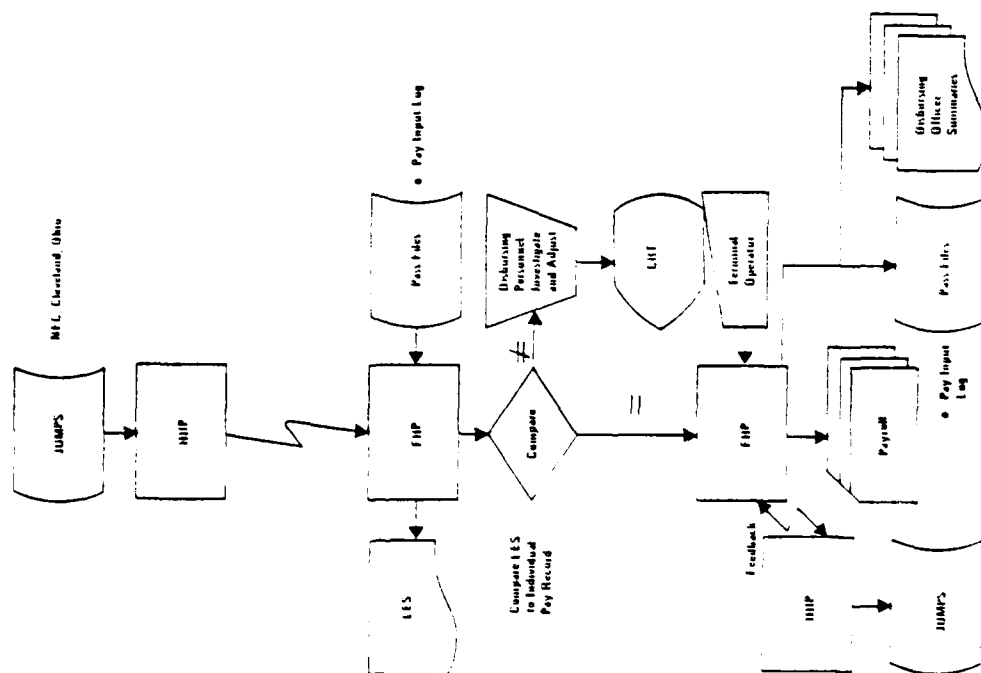 JUMPS
NFC, Cleveland, Ohio
NHP
Pass Files
• Pay Input Log
LES
FHP
Compare LES
to Individual
Pay Record
Compare
≠
Disbursing
Personnel
Investigate
and Adjust
CRT
Terminal
Operator
=
FHP
Feedback
NHP
JUMPS
Payroll
• Pay Input
Log
Pass Files
Disbursing
Officer
Summaries